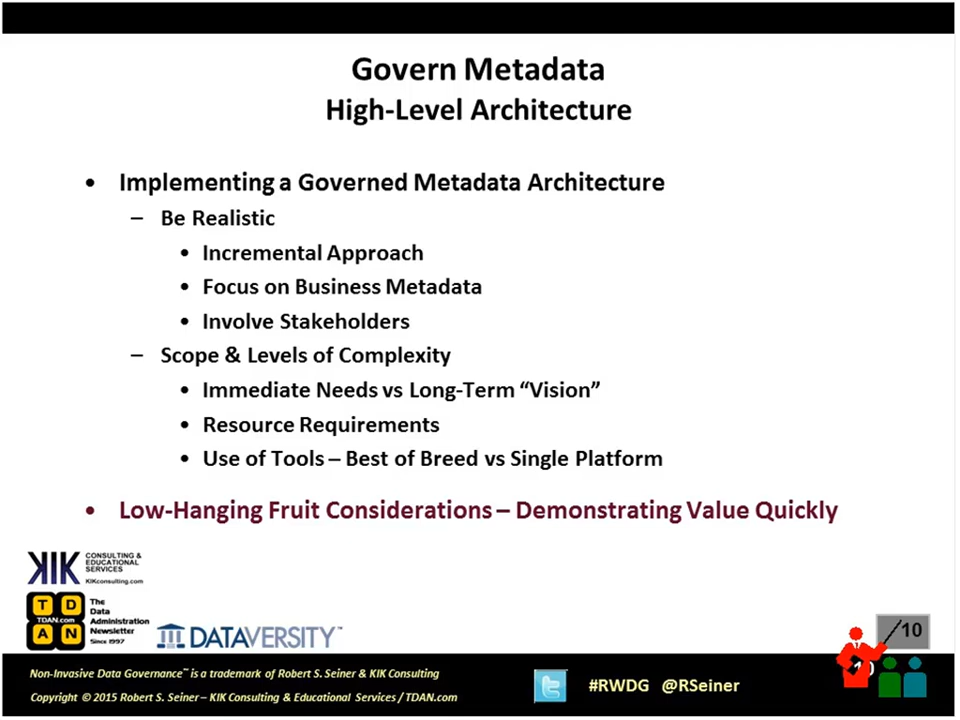 Govern Metadata
High-Level Architecture
• Implementing a Governed Metadata Architecture
– Be Realistic
• Incremental Approach
• Focus on Business Metadata
• Involve Stakeholders
– Scope & Levels of Complexity
• Immediate Needs vs Long-Term “Vision”
• Resource Requirements
• Use of Tools – Best of Breed vs Single Platform
• Low-Hanging Fruit Considerations – Demonstrating Value Quickly
KIK CONSULTING & EDUCATIONAL SERVICES
KIKconsulting.com
TDAN
TDAN.com
The
Data
Administration
Newsletter
Since 1997
DATAVERSITY™
/10
Non-Invasive Data Governance™ is a trademark of Robert S. Seiner & KIK Consulting
Copyright © 2015 Robert S. Seiner – KIK Consulting & Educational Services / TDAN.com
#RWDG @RSeiner